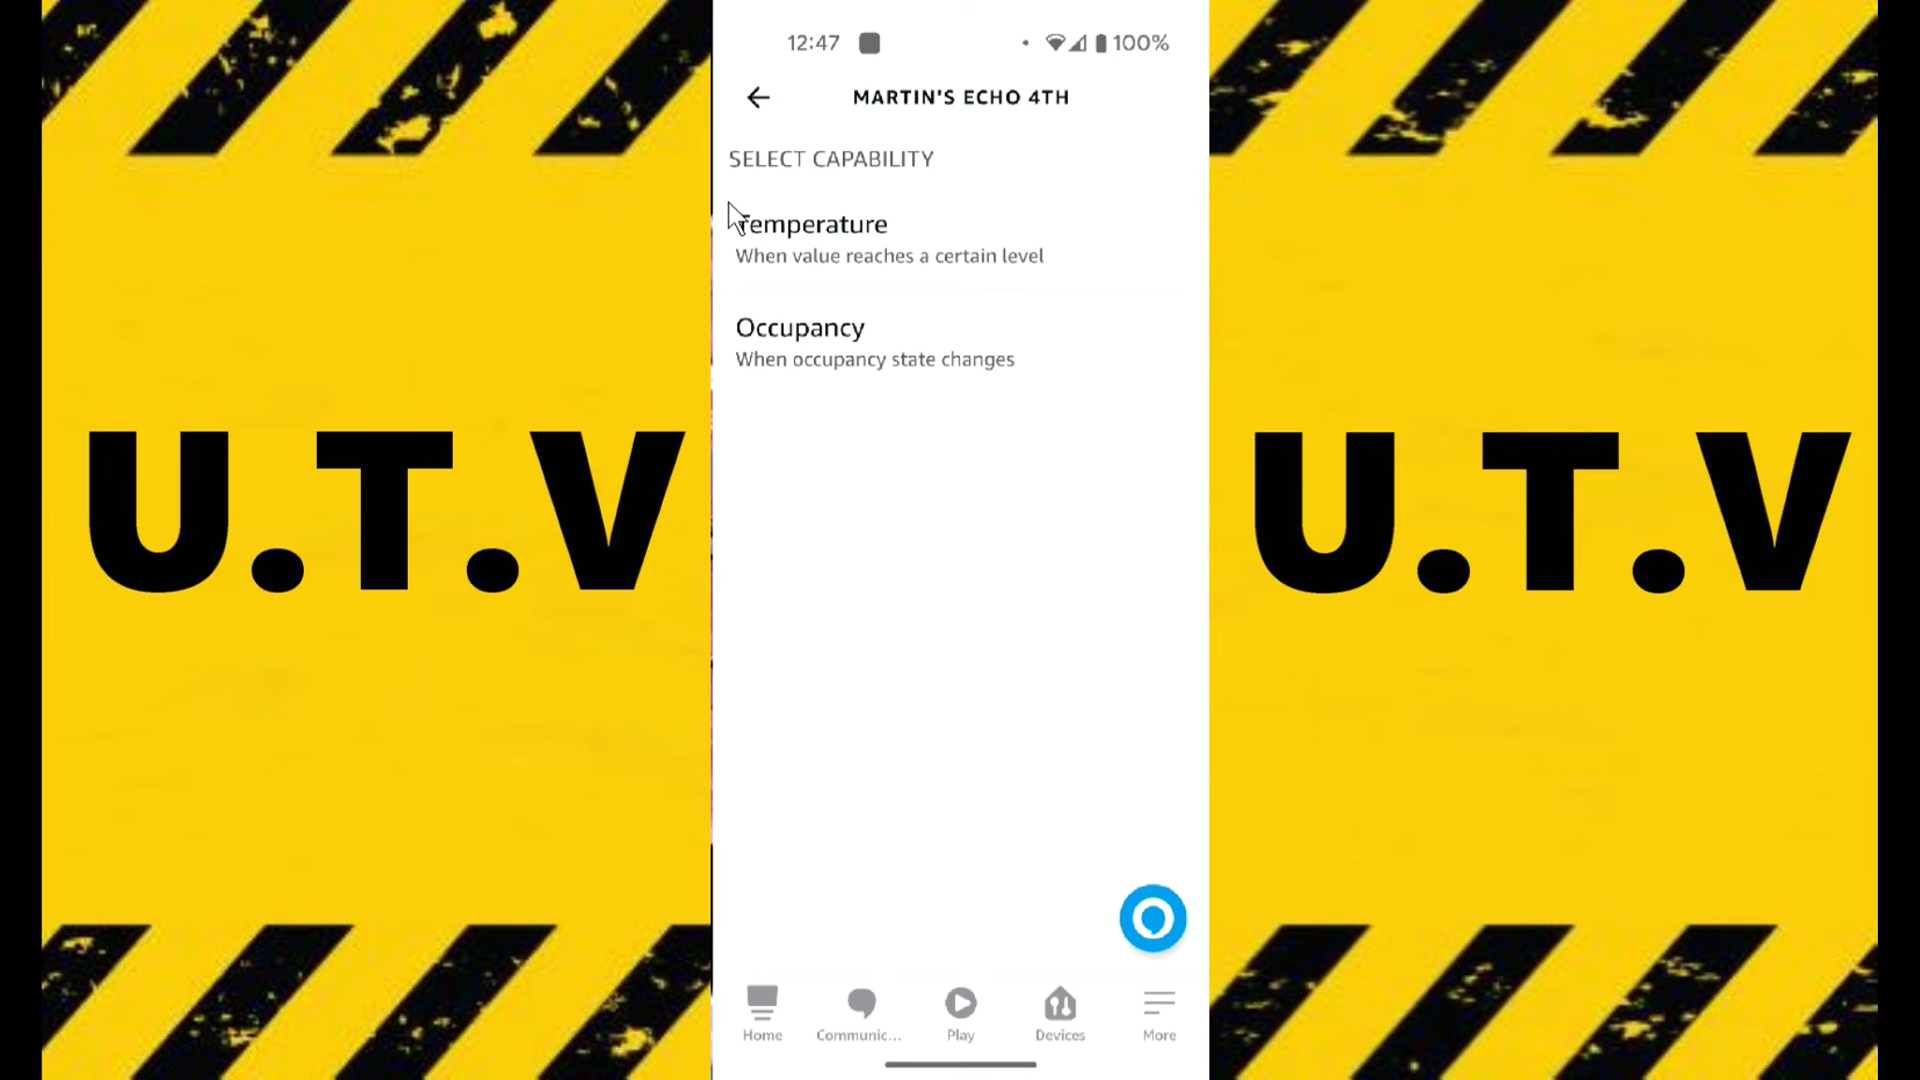 12:47 100%
MARTIN'S ECHO 4TH
SELECT CAPABILITY
Temperature
When value reaches a certain level
Occupancy
When occupancy state changes
U.T.V
U.T.V
Home Communic... Play Devices More